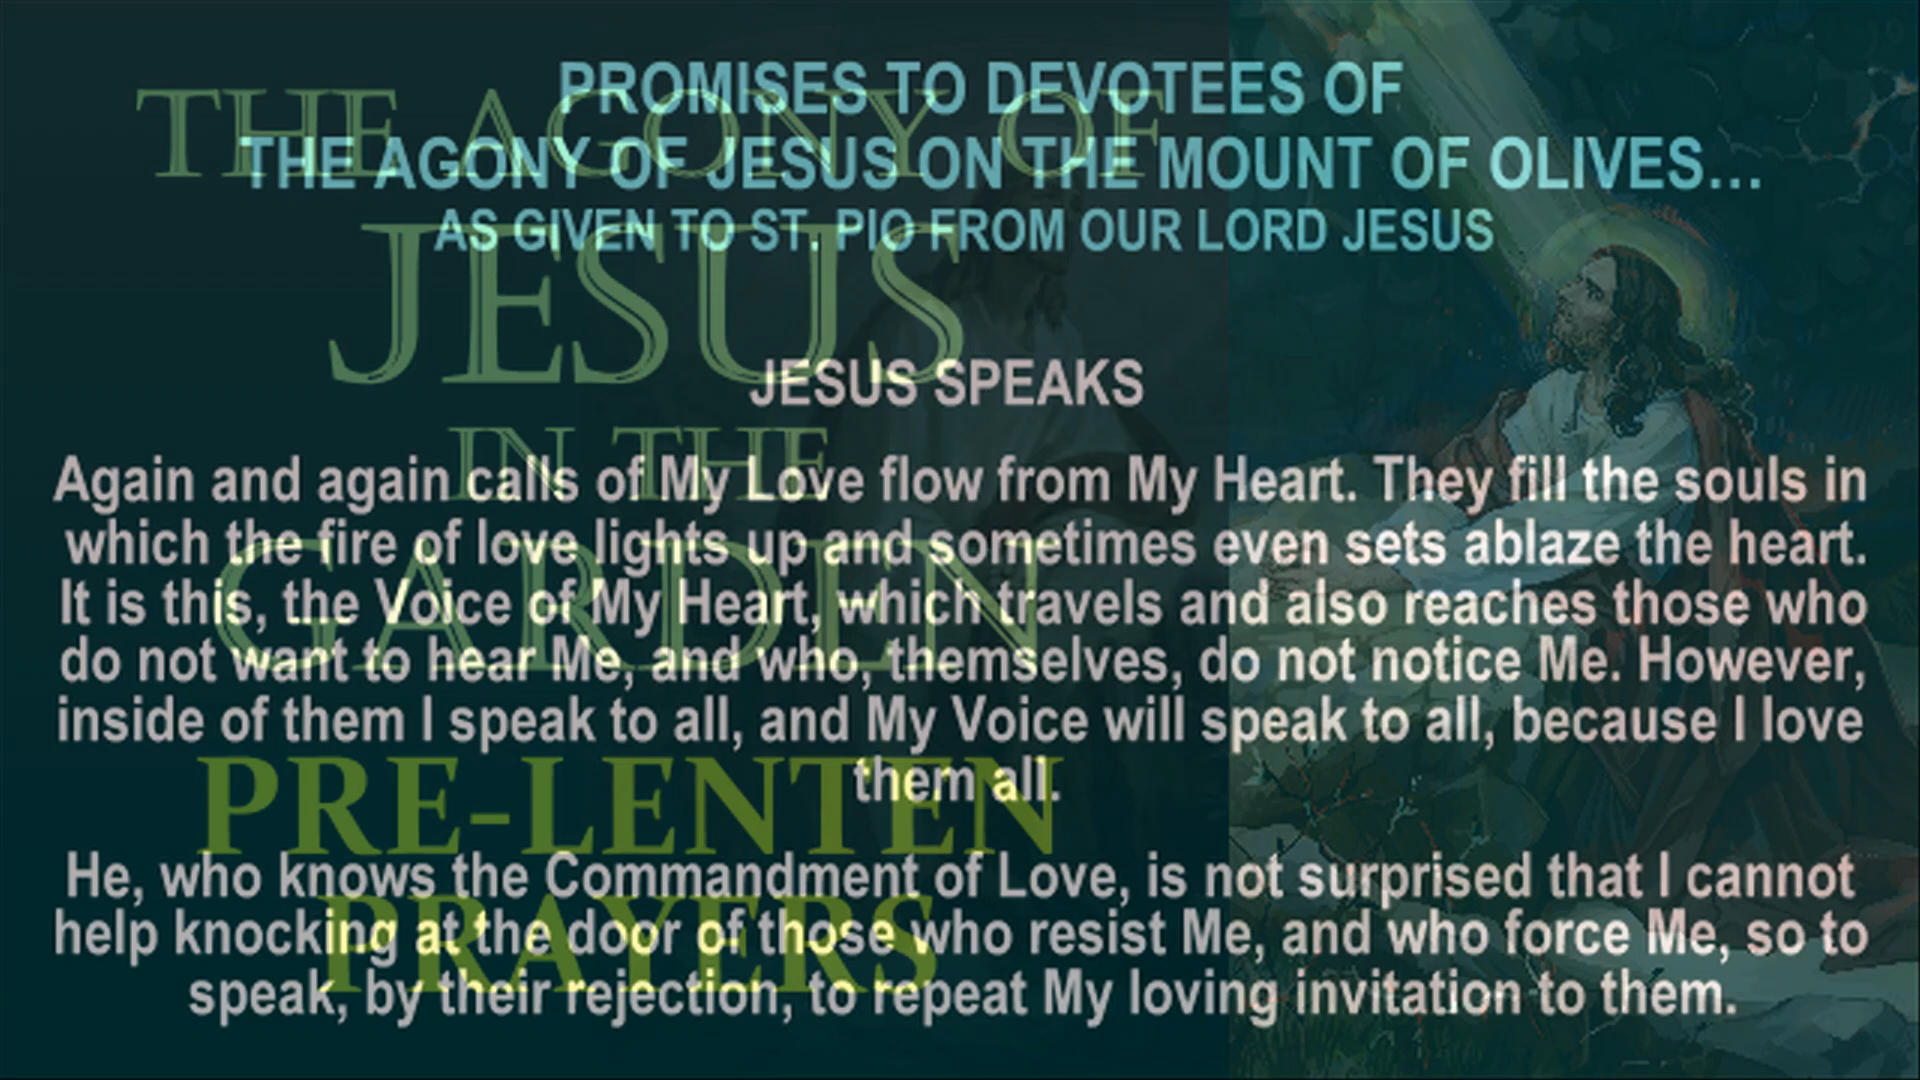 PROMISES TO DEVOTEES OF
THE AGONY OF JESUS ON THE MOUNT OF OLIVES...
AS GIVEN TO ST. PIO FROM OUR LORD JESUS
JESUS SPEAKS
Again and again calls of My Love flow from My Heart. They fill the souls in
which the fire of love lights up and sometimes even sets ablaze the heart.
It is this, the Voice of My Heart, which travels and also reaches those who
do not want to hear Me, and who, themselves, do not notice Me. However,
inside of them I speak to all, and My Voice will speak to all, because I love
them all.
He, who knows the Commandment of Love, is not surprised that I cannot
help knocking at the door of those who resist Me, and who force Me, so to
speak, by their rejection, to repeat My loving invitation to them.
THE AGONY OF
JESUS
IN THE
GARDEN
PRE-LENTEN
PRAYERS